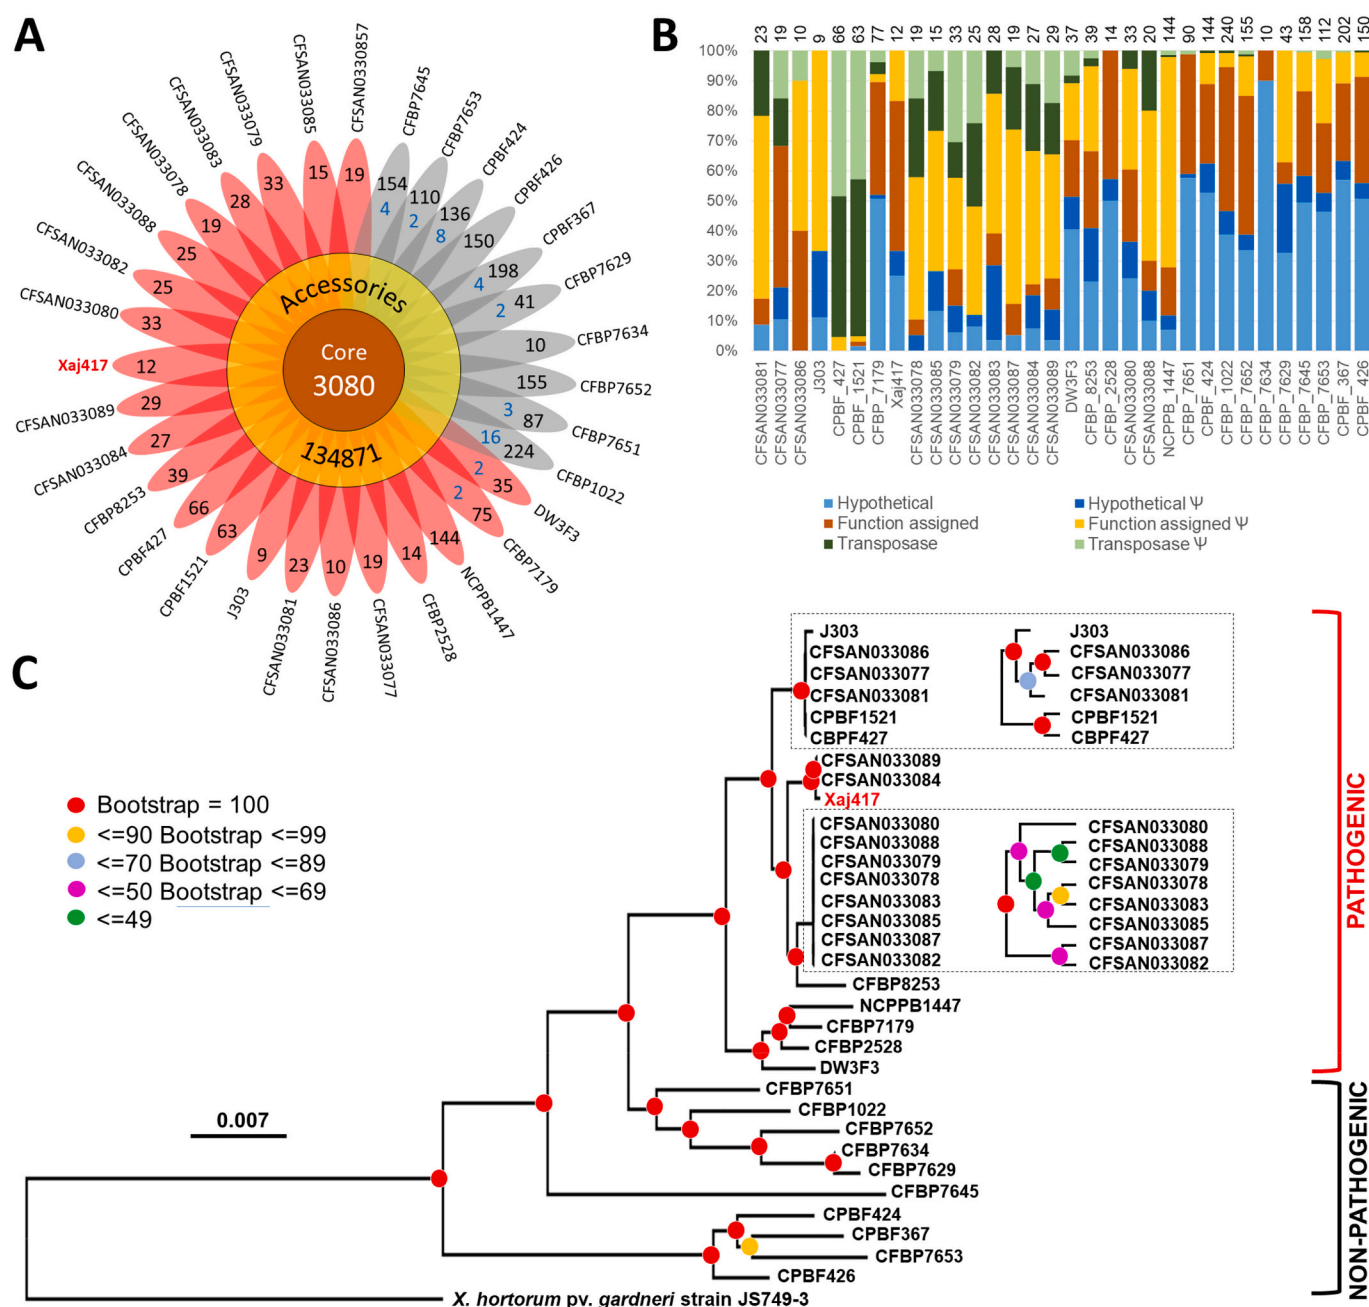 A
CFSAN0330857
CFBP7645
CFBP7653
CPBF424
CPBF426
CPBF367
CFBP7629
CFBP7634
CFBP7652
CFBP7651
CFBP1022
DW3F3
CFBP7179
NCPPB1447
CFBP2528
CFSAN033077
CFSAN033086
CFSAN033081
J303
CPBF1521
CPBF427
CFBP8253
CFSAN033084
CFSAN033089
Xaj417
CFSAN033080
CFSAN033082
CFSAN033088
CFSAN033078
CFSAN033083
CFSAN033079
CFSAN033085
19
154
4
110
2
136
8
150
198
4
41
2
10
155
87
3
224
16
35
2
75
2
144
14
19
10
23
9
63
66
39
27
29
12
33
25
25
19
28
33
15
Accessories
Core
3080
134871
B
23 19 10 9 66 63 77 12 19 15 33 25 28 19 27 29 37 39 14 33 20 144 90 144 240 155 10 43 158 112 202 150
100%
90%
80%
70%
60%
50%
40%
30%
20%
10%
0%
CFSAN033081
CFSAN033077
CFSAN033086
J303
CPBF_427
CPBF_1521
CFBP_7179
Xaj417
CFSAN033078
CFSAN033085
CFSAN033079
CFSAN033082
CFSAN033083
CFSAN033087
CFSAN033084
CFSAN033089
DW3F3
CFBP_8253
CFBP_2528
CFSAN033080
CFSAN033088
NCPPB_1447
CFBP_7651
CPBF_424
CFBP_1022
CFBP_7652
CFBP_7634
CFBP_7629
CFBP_7645
CFBP_7653
CPBF_367
CPBF_426
Hypothetical
Hypothetical Ψ
Function assigned
Function assigned Ψ
Transposase
Transposase Ψ
C
Bootstrap = 100
<=90 Bootstrap <=99
<=70 Bootstrap <=89
<=50 Bootstrap <=69
<=49
0.007
J303
CFSAN033086
CFSAN033077
CFSAN033081
CPBF1521
CBPF427
J303
CFSAN033086
CFSAN033077
CFSAN033081
CPBF1521
CBPF427
CFSAN033089
CFSAN033084
Xaj417
CFSAN033080
CFSAN033088
CFSAN033079
CFSAN033078
CFSAN033083
CFSAN033085
CFSAN033087
CFSAN033082
CFSAN033080
CFSAN033088
CFSAN033079
CFSAN033078
CFSAN033083
CFSAN033085
CFSAN033087
CFSAN033082
CFBP8253
NCPPB1447
CFBP7179
CFBP2528
DW3F3
CFBP7651
CFBP1022
CFBP7652
CFBP7634
CFBP7629
CFBP7645
CPBF424
CPBF367
CFBP7653
CPBF426
X. hortorum pv. gardneri strain JS749-3
PATHOGENIC
NON-PATHOGENIC